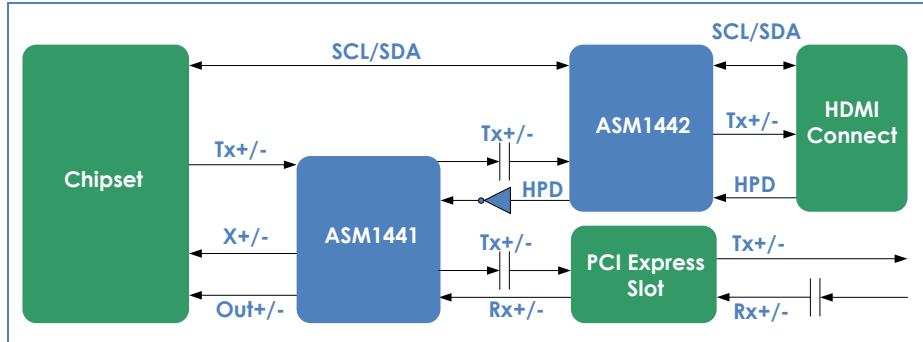 SCL/SDA
SCL/SDA
Chipset
ASM1442
HDMI
Connect
Tx+/-
Tx+/-
Tx+/-
HPD
HPD
ASM1441
X+/-
Tx+/-
PCI Express
Slot
Tx+/-
Out+/-
Rx+/-
Rx+/-